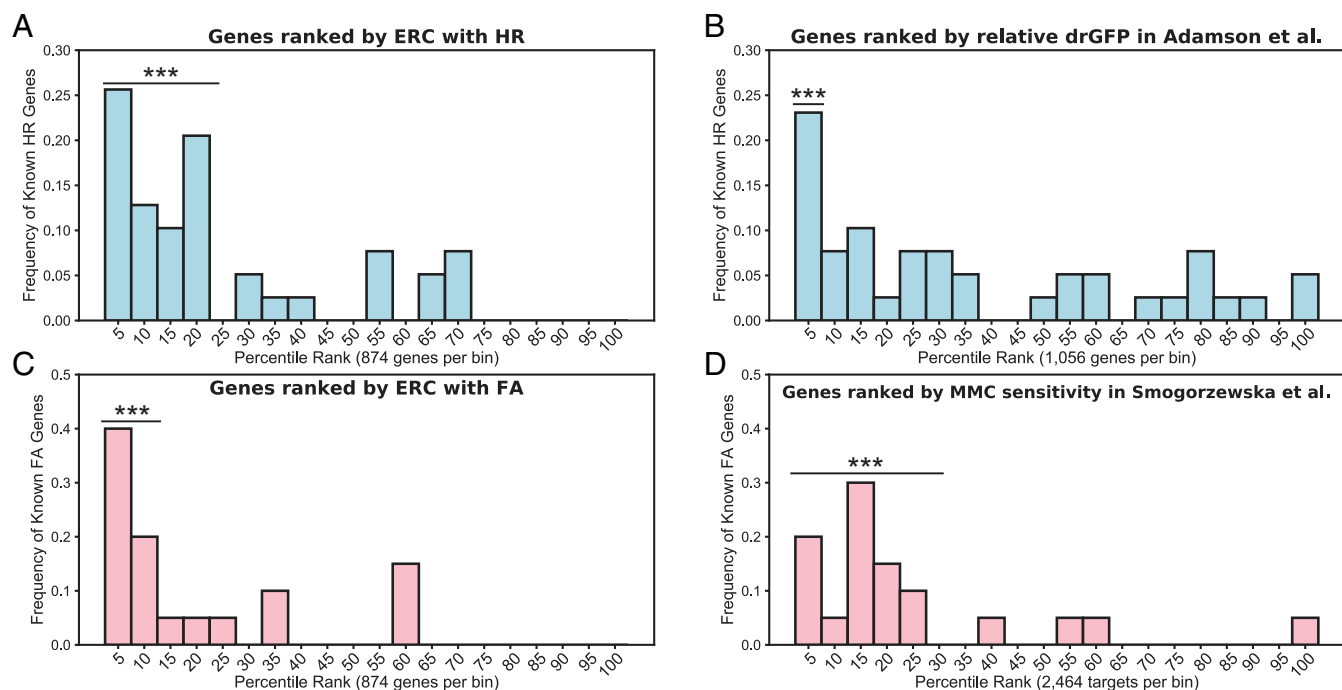 A
Genes ranked by ERC with HR
0.30
0.25
0.20
0.15
0.10
0.05
0.00
Frequency of Known HR Genes
***
5 10 15 20 25 30 35 40 45 50 55 60 65 70 75 80 85 90 95 100
Percentile Rank (874 genes per bin)
B
Genes ranked by relative drGFP in Adamson et al.
0.30
0.25
0.20
0.15
0.10
0.05
0.00
Frequency of Known HR Genes
***
5 10 15 20 25 30 35 40 45 50 55 60 65 70 75 80 85 90 95 100
Percentile Rank (1,056 genes per bin)
C
Genes ranked by ERC with FA
0.5
0.4
0.3
0.2
0.1
0.0
Frequency of Known FA Genes
***
5 10 15 20 25 30 35 40 45 50 55 60 65 70 75 80 85 90 95 100
Percentile Rank (874 genes per bin)
D
Genes ranked by MMC sensitivity in Smogorzewska et al.
0.5
0.4
0.3
0.2
0.1
0.0
Frequency of Known FA Genes
***
5 10 15 20 25 30 35 40 45 50 55 60 65 70 75 80 85 90 95 100
Percentile Rank (2,464 targets per bin)